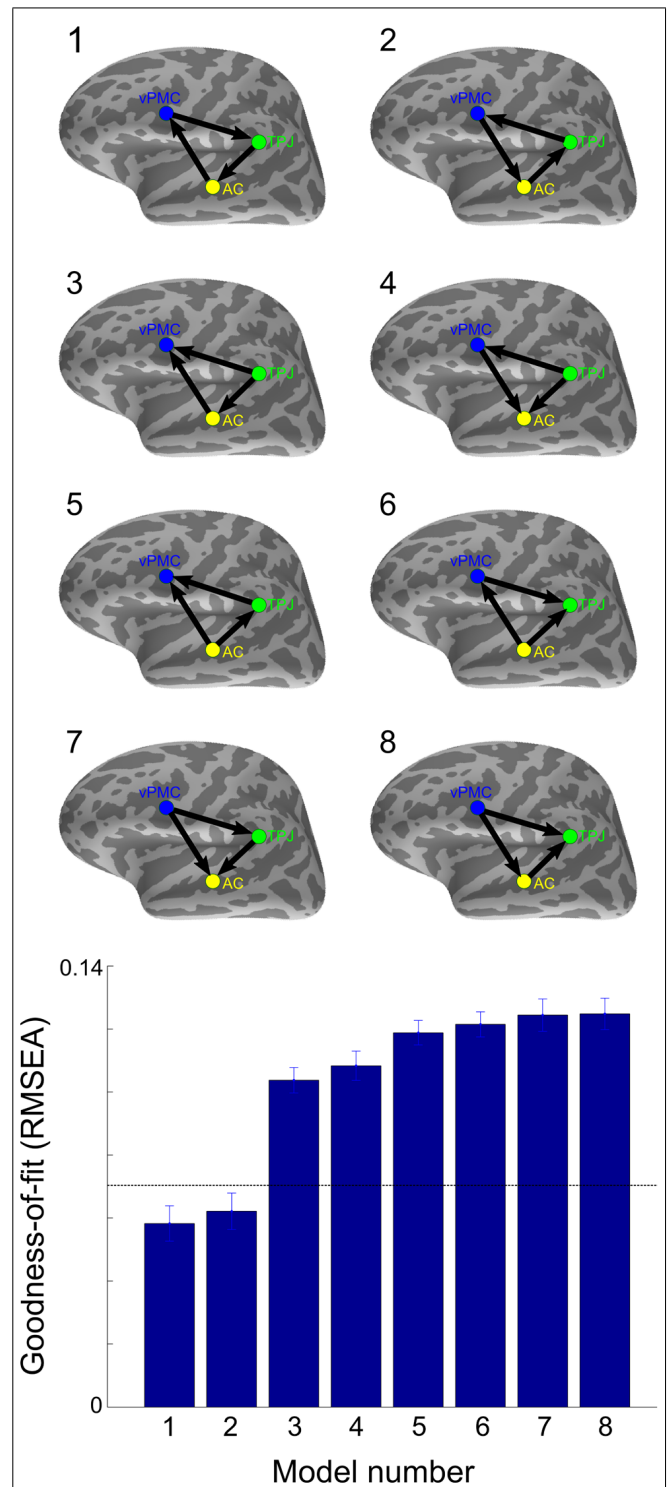 1
vPMC
TPJ
AC
2
vPMC
TPJ
AC
3
vPMC
TPJ
AC
4
vPMC
TPJ
AC
5
vPMC
TPJ
AC
6
vPMC
TPJ
AC
7
vPMC
TPJ
AC
8
vPMC
TPJ
AC
0.14
Goodness-of-fit (RMSEA)
0
1 2 3 4 5 6 7 8
Model number